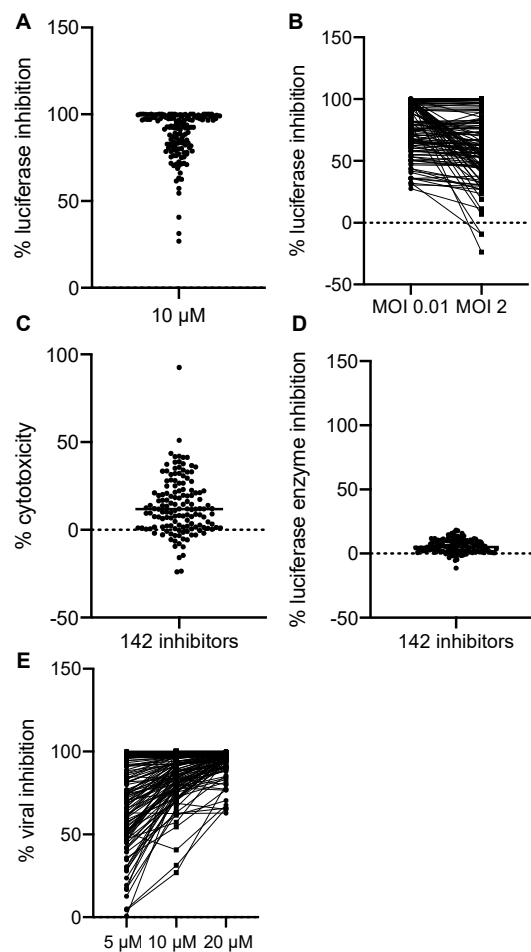 A
% luciferase inhibition
150
100
50
0
10 µM
B
% luciferase inhibition
150
100
50
0
-50
MOI 0.01 MOI 2
C
% cytotoxicity
100
50
0
-50
142 inhibitors
D
% luciferase enzyme inhibition
150
100
50
0
-50
142 inhibitors
E
% viral inhibition
150
100
50
0
5 µM 10 µM 20 µM